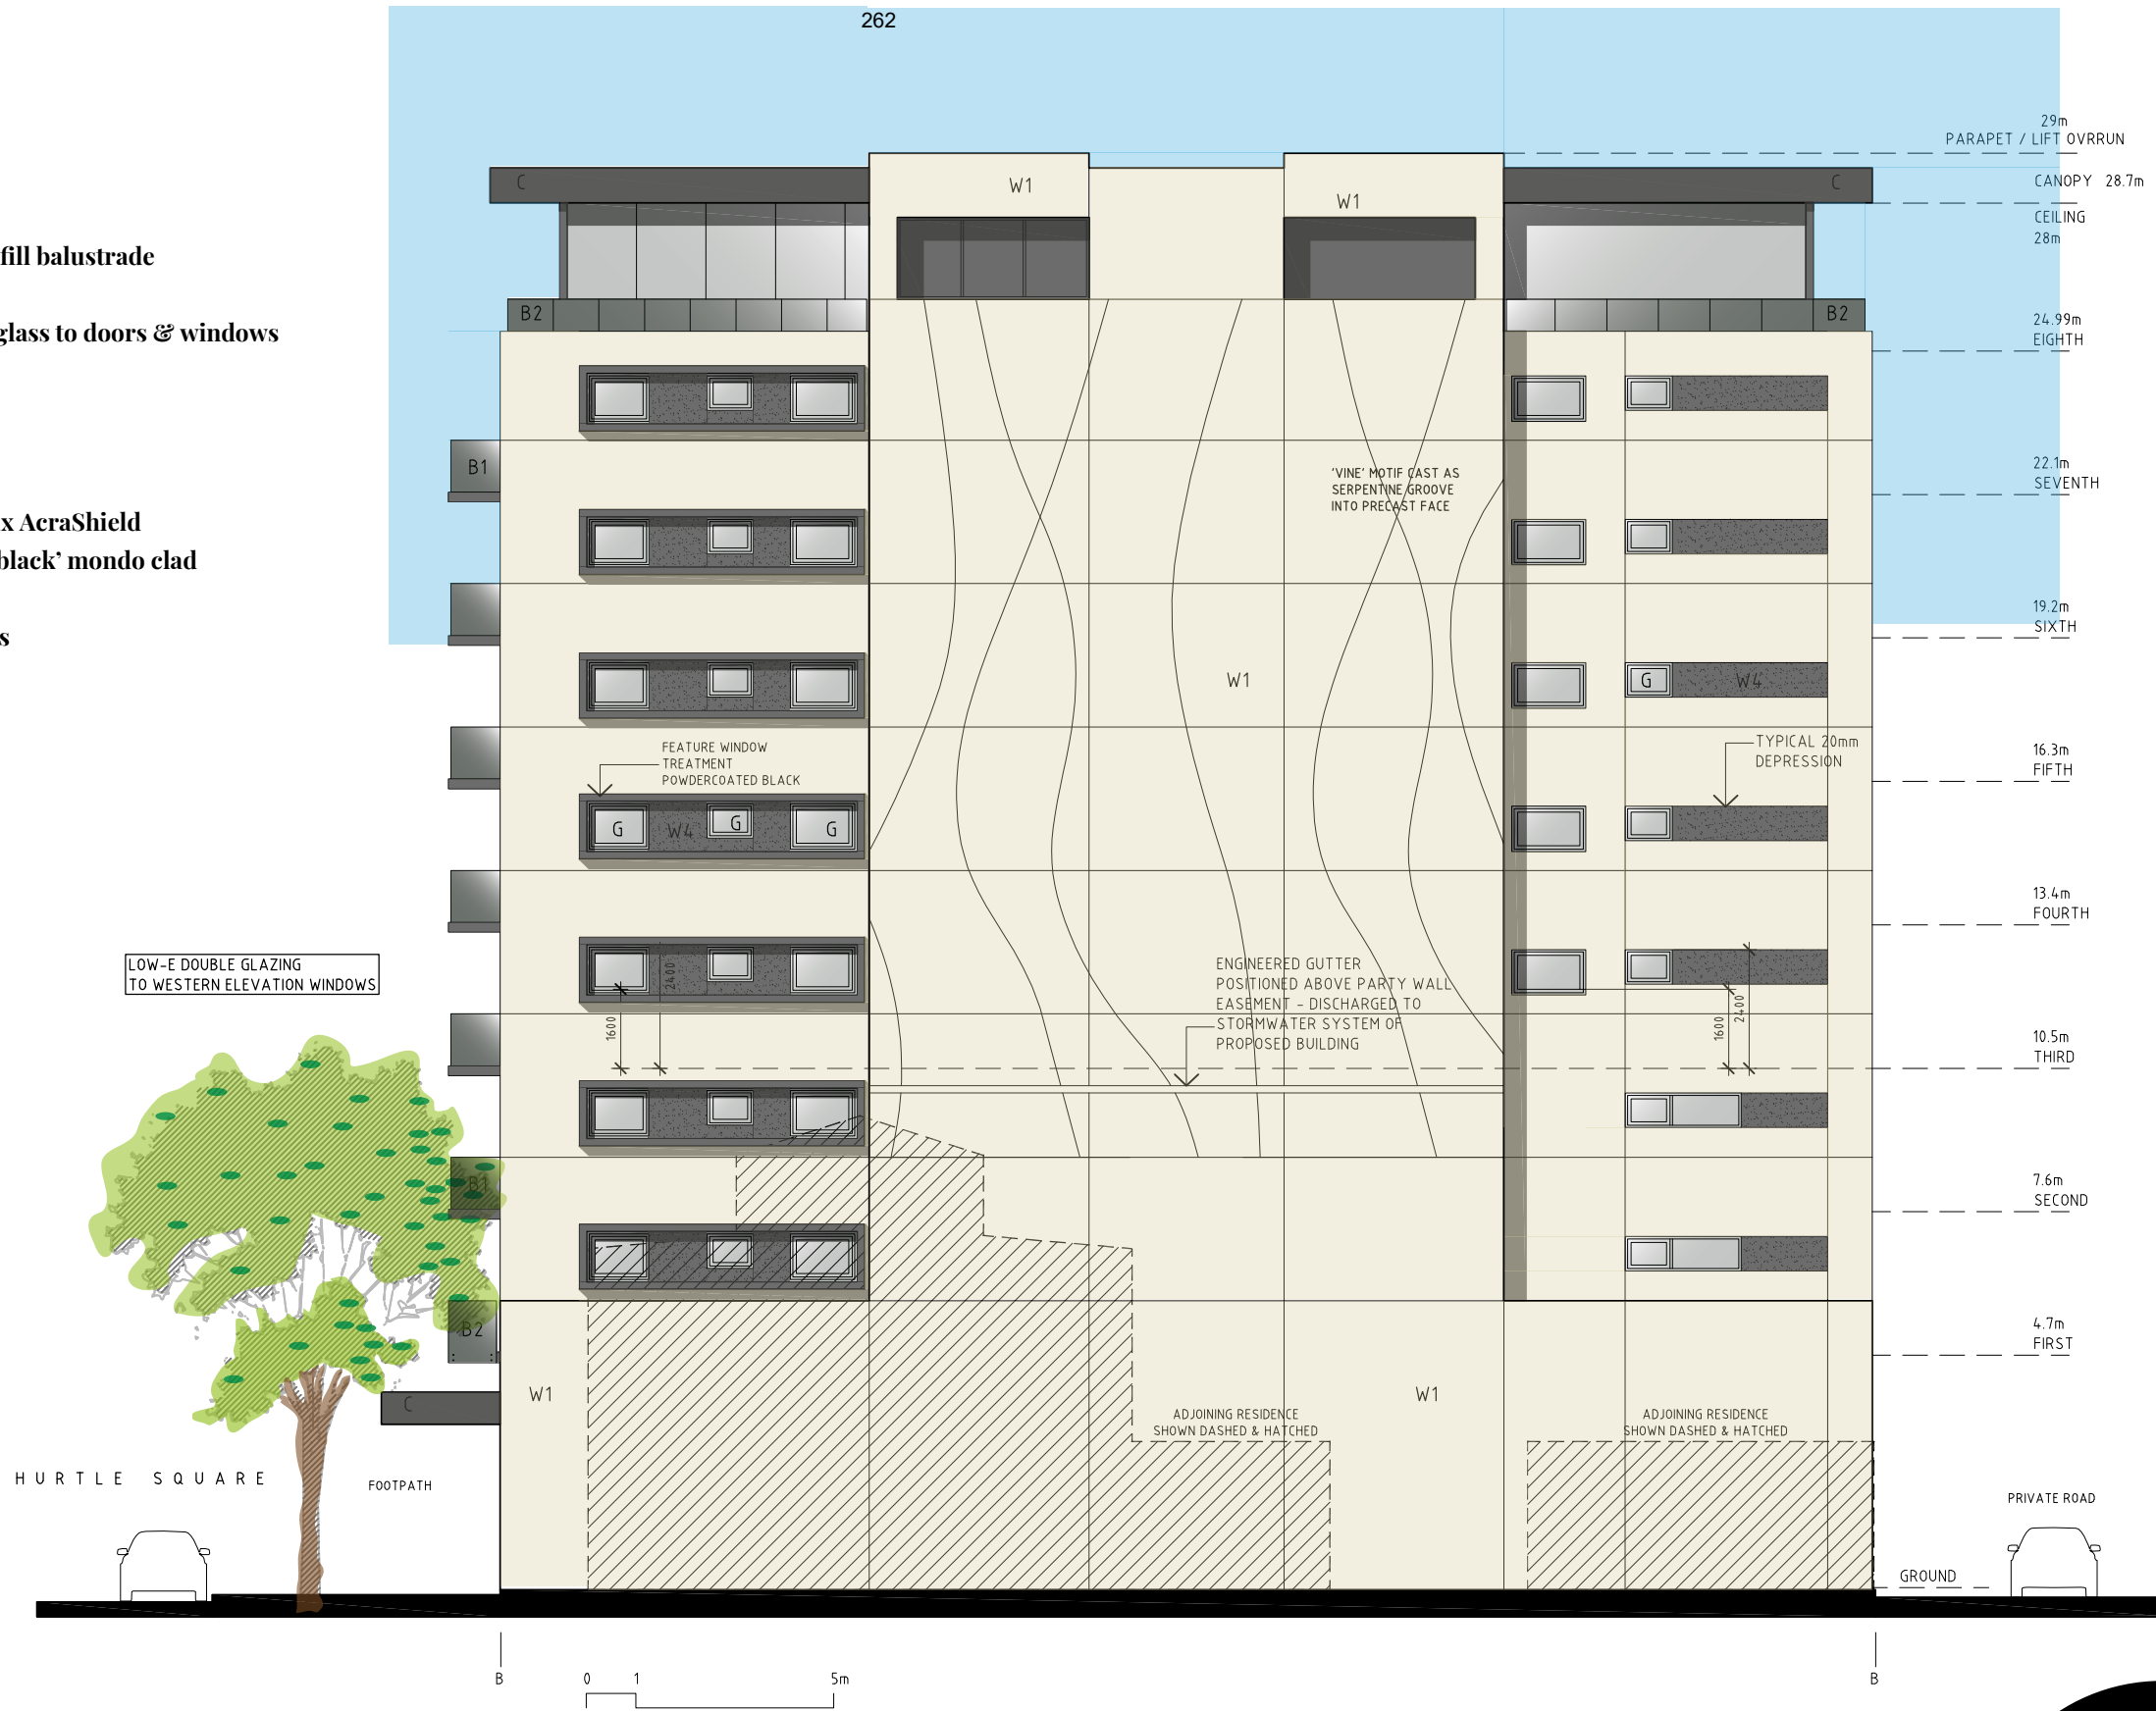 262
fill balustrade
glass to doors & windows
x AcraShield
black’ mondo clad
s
29m
PARAPET / LIFT OVRRUN
C
W1
W1
C
CANOPY 28.7m
CEILING
28m
B2
B2
24.99m
EIGHTH
B1
‘VINE’ MOTIF CAST AS
SERPENTINE GROOVE
INTO PRECAST FACE
22.1m
SEVENTH
19.2m
SIXTH
W1
G
W4
FEATURE WINDOW
TREATMENT
POWDERCOATED BLACK
TYPICAL 20mm
DEPRESSION
16.3m
FIFTH
G W4 G G
13.4m
FOURTH
LOW-E DOUBLE GLAZING
TO WESTERN ELEVATION WINDOWS
2400
1600
ENGINEERED GUTTER
POSITIONED ABOVE PARTY WALL
EASEMENT - DISCHARGED TO
STORMWATER SYSTEM OF
PROPOSED BUILDING
2400
1600
10.5m
THIRD
B1
7.6m
SECOND
B2
4.7m
FIRST
C
W1
W1
ADJOINING RESIDENCE
SHOWN DASHED & HATCHED
ADJOINING RESIDENCE
SHOWN DASHED & HATCHED
HURTLE SQUARE
FOOTPATH
PRIVATE ROAD
GROUND
B
0 1 5m
B